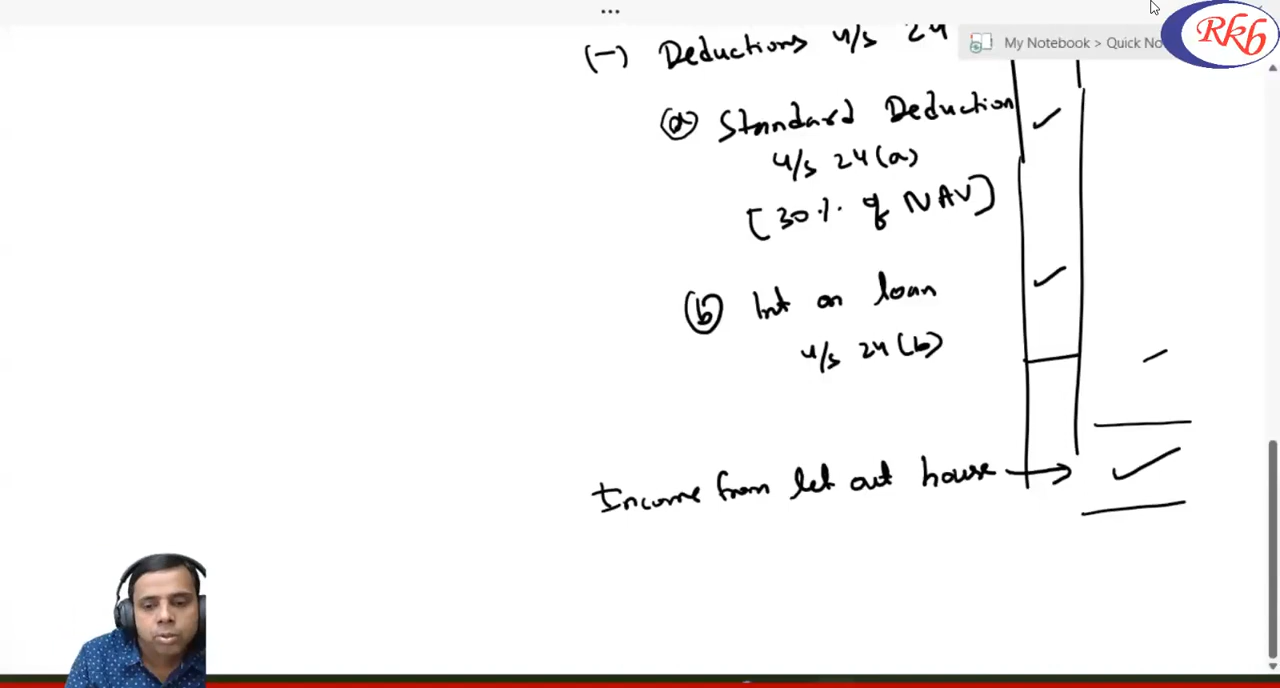 ...
My Notebook > Quick No
Rkb
(-) Deductions u/s 24
(a) Standard Deduction
u/s 24(a)
[30% of NAV]
(b) Int on loan
u/s 24(b)
Income from let out house →